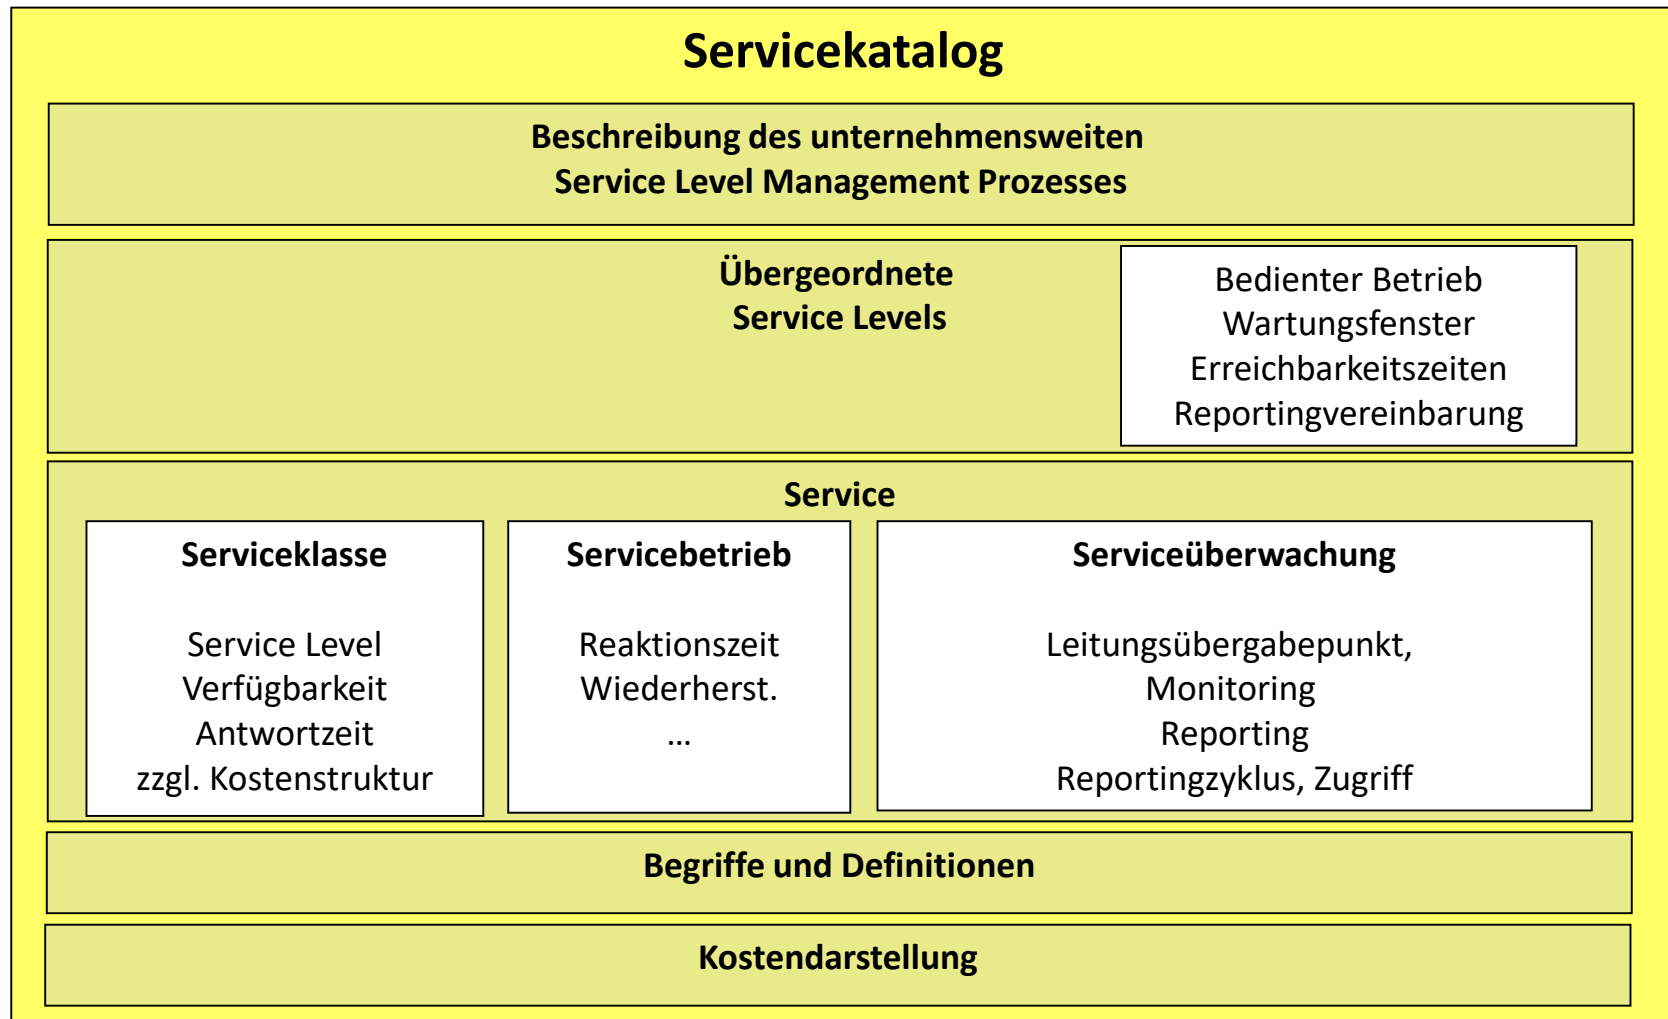 Servicekatalog
Beschreibung des unternehmensweiten
Service Level Management Prozesses
Übergeordnete
Service Levels
Bedienter Betrieb
Wartungsfenster
Erreichbarkeitszeiten
Reportingvereinbarung
Service
Serviceklasse
Service Level
Verfügbarkeit
Antwortzeit
zzgl. Kostenstruktur
Servicebetrieb
Reaktionszeit
Wiederherst.
...
Serviceüberwachung
Leitungsübergabepunkt,
Monitoring
Reporting
Reportingzyklus, Zugriff
Begriffe und Definitionen
Kostendarstellung